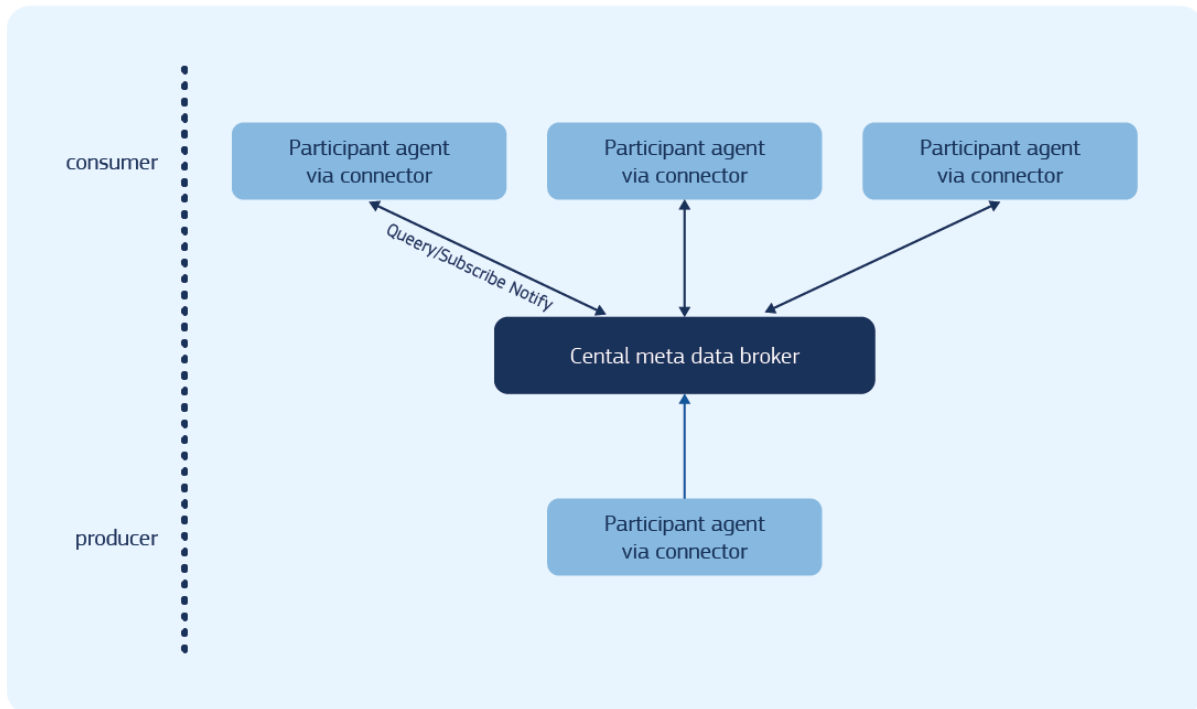 consumer
Participant agent
via connector
Participant agent
via connector
Participant agent
via connector
Queery/Subscribe Notify
Cental meta data broker
producer
Participant agent
via connector